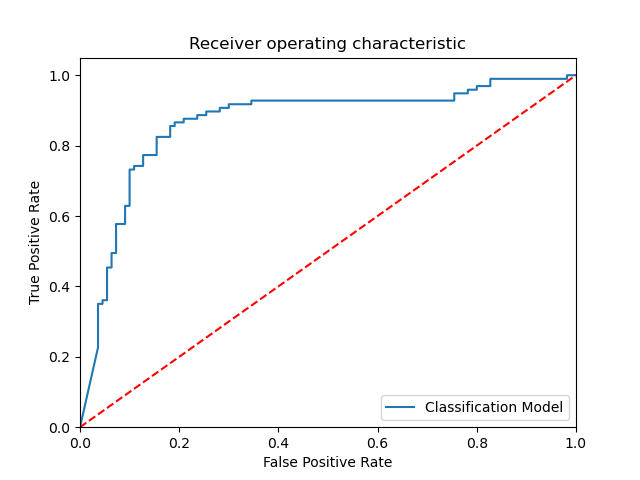 Receiver operating characteristic
1.0
0.8
0.6
0.4
0.2
0.0
True Positive Rate
0.0 0.2 0.4 0.6 0.8 1.0
False Positive Rate
Classification Model